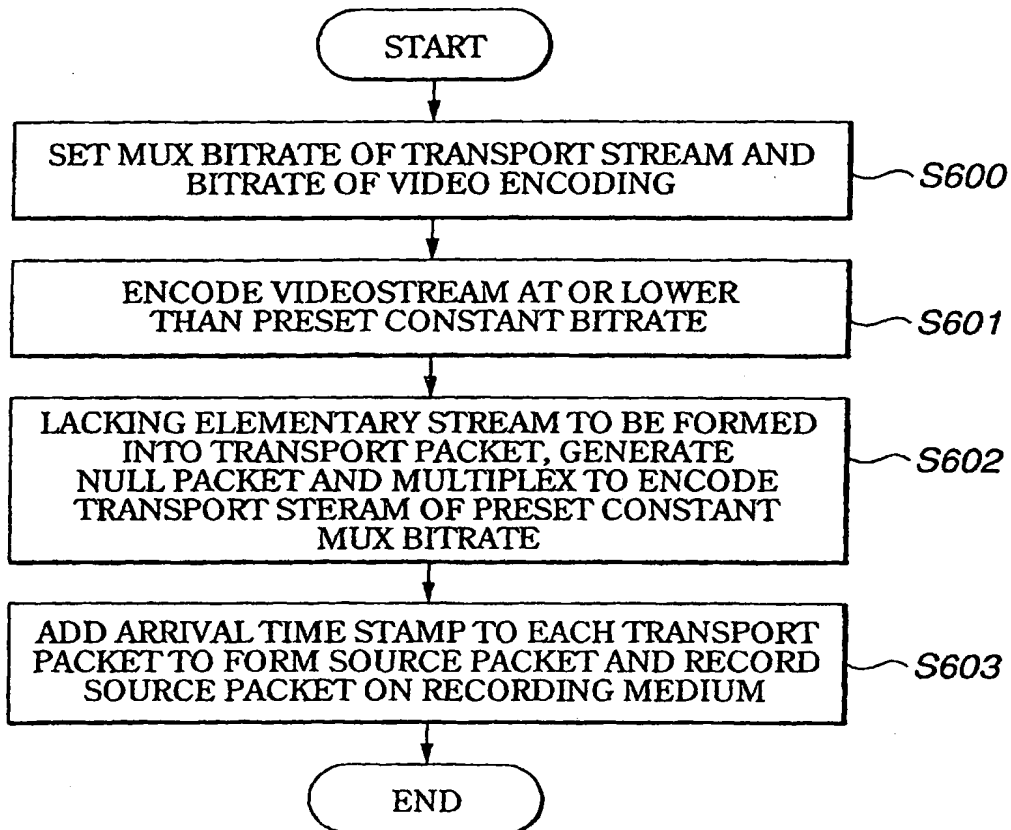 START
SET MUX BITRATE OF TRANSPORT STREAM AND
BITRATE OF VIDEO ENCODING
S600
ENCODE VIDEOSTREAM AT OR LOWER
THAN PRESET CONSTANT BITRATE
S601
LACKING ELEMENTARY STREAM TO BE FORMED
INTO TRANSPORT PACKET, GENERATE
NULL PACKET AND MULTIPLEX TO ENCODE
TRANSPORT STERAM OF PRESET CONSTANT
MUX BITRATE
S602
ADD ARRIVAL TIME STAMP TO EACH TRANSPORT
PACKET TO FORM SOURCE PACKET AND RECORD
SOURCE PACKET ON RECORDING MEDIUM
S603
END